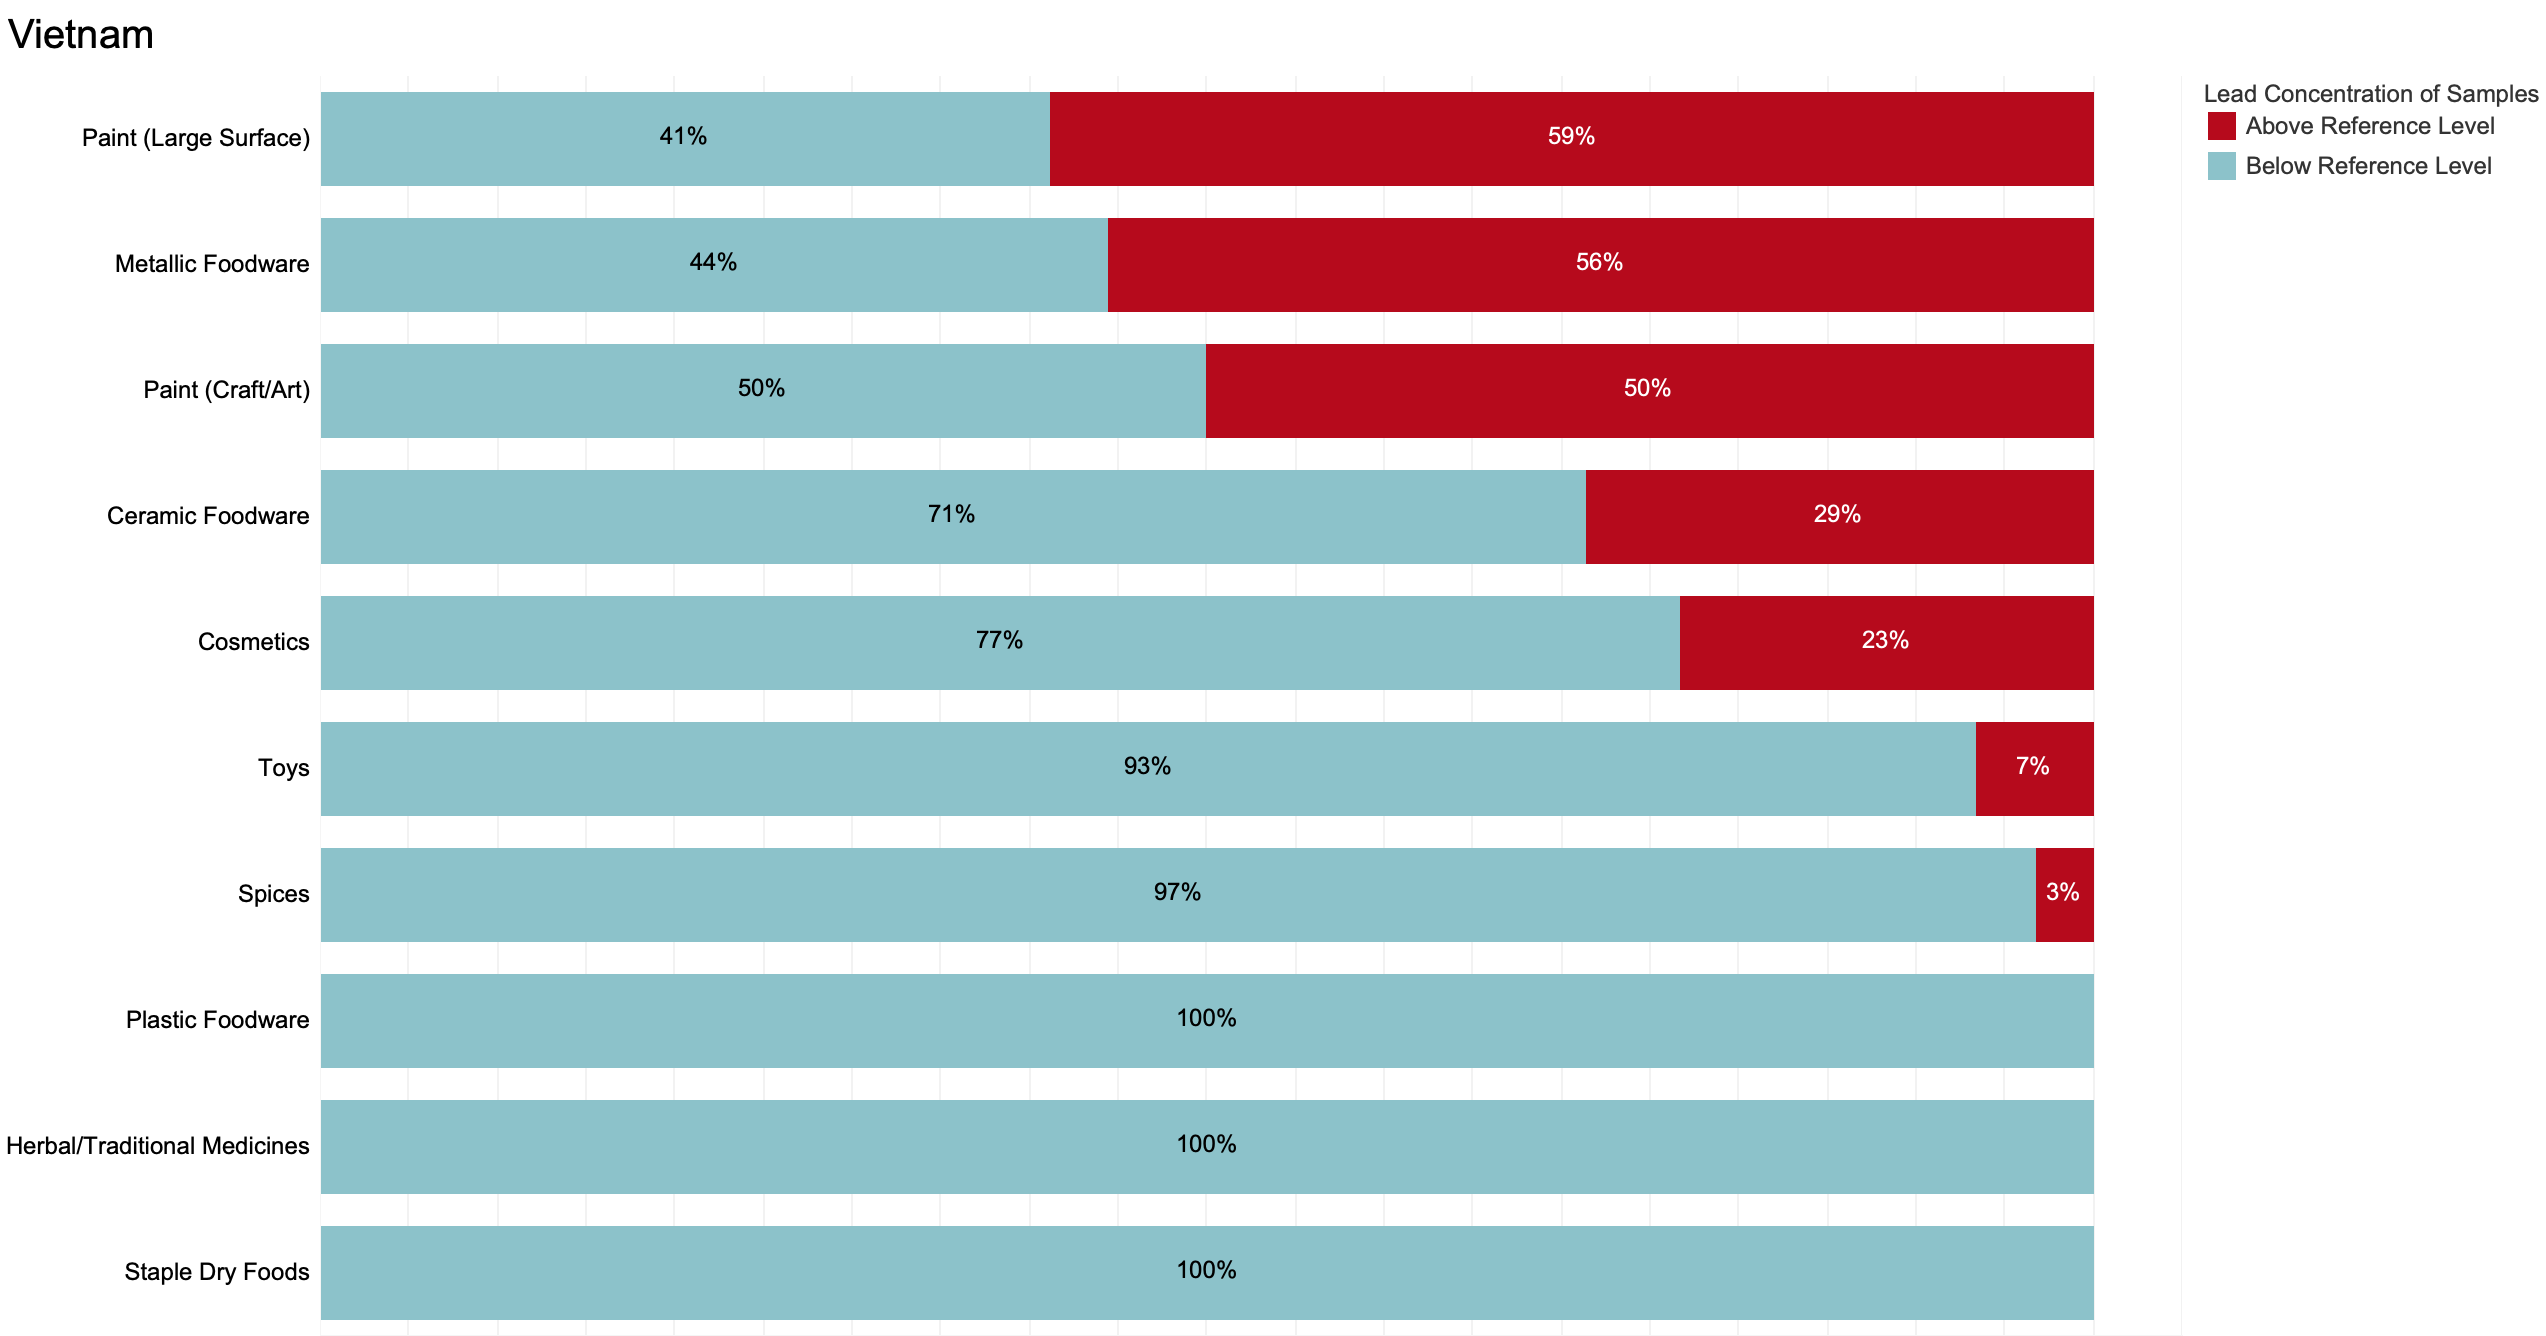 Vietnam
Lead Concentration of Samples
Above Reference Level
Below Reference Level
Paint (Large Surface) 41% 59%
Metallic Foodware 44% 56%
Paint (Craft/Art) 50% 50%
Ceramic Foodware 71% 29%
Cosmetics 77% 23%
Toys 93% 7%
Spices 97% 3%
Plastic Foodware 100%
Herbal/Traditional Medicines 100%
Staple Dry Foods 100%